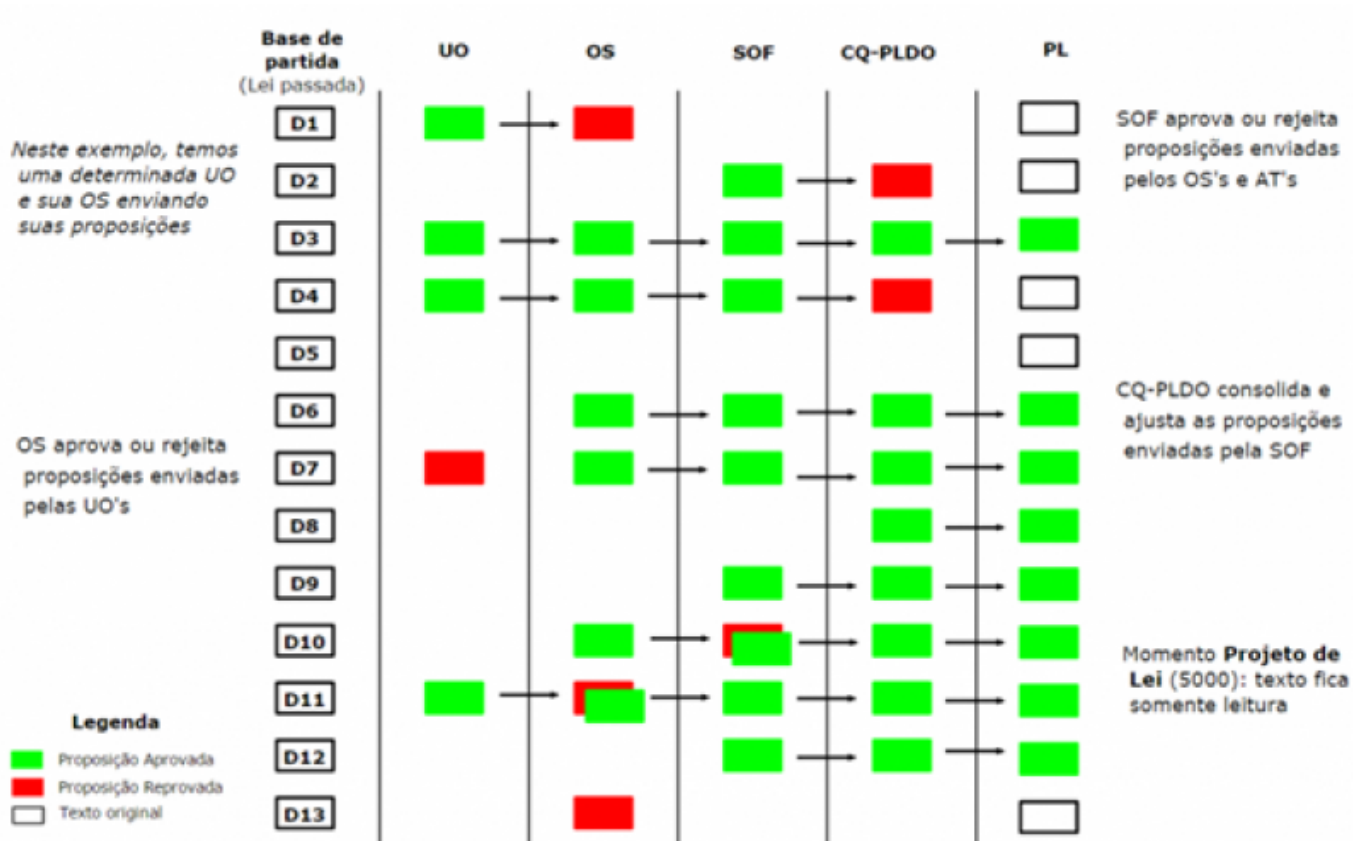 Base de
partida
(Lei passada)
UO
OS
SOF
CQ-PLDO
PL
D1
D2
D3
D4
D5
D6
D7
D8
D9
D10
D11
D12
D13
Neste exemplo, temos
uma determinada UO
e sua OS enviando
suas proposições
OS aprova ou rejeita
proposições enviadas
pelas UO's
Legenda
Proposição Aprovada
Proposição Reprovada
Texto original
SOF aprova ou rejeita
proposições enviadas
pelos OS's e AT's
CQ-PLDO consolida e
ajusta as proposições
enviadas pela SOF
Momento Projeto de
Lei (5000): texto fica
somente leitura